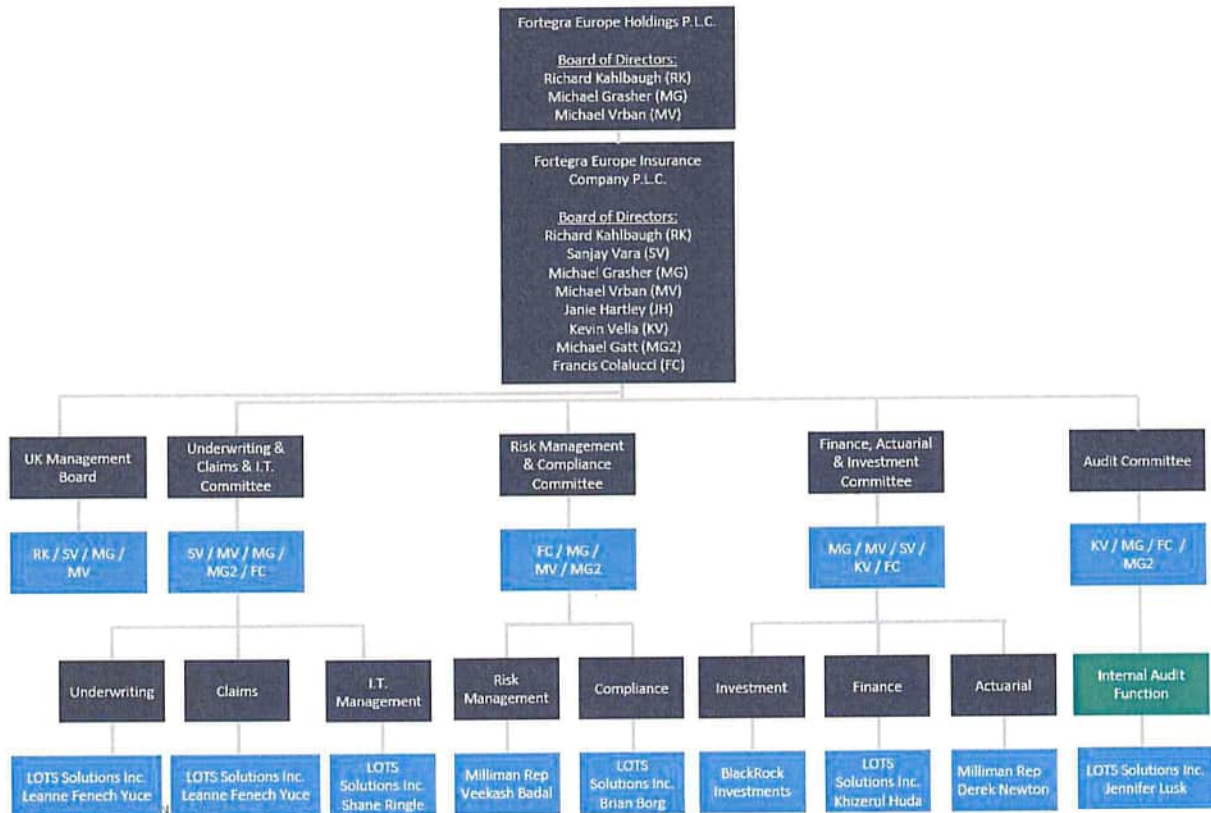 Fortegra Europe Holdings P.L.C.
Board of Directors:
Richard Kahlbaugh (RK)
Michael Grasher (MG)
Michael Vrban (MV)
Fortegra Europe Insurance
Company P.L.C.
Board of Directors:
Richard Kahlbaugh (RK)
Sanjay Vara (SV)
Michael Grasher (MG)
Michael Vrban (MV)
Janie Hartley (JH)
Kevin Vella (KV)
Michael Gatt (MG2)
Francis Colalucci (FC)
UK Management
Board
Underwriting &
Claims & I.T.
Committee
Risk Management
& Compliance
Committee
Finance, Actuarial
& Investment
Committee
Audit Committee
RK / SV / MG /
MV
SV / MV / MG /
MG2 / FC
FC / MG /
MV / MG2
MG / MV / SV /
KV / FC
KV / MG / FC /
MG2
Underwriting
Claims
I.T.
Management
Risk
Management
Compliance
Investment
Finance
Actuarial
Internal Audit
Function
LOTS Solutions Inc.
Leanne Fenech Yuce
LOTS Solutions Inc.
Leanne Fenech Yuce
LOTS
Solutions Inc.
Shane Ringle
Milliman Rep
Veekash Badal
LOTS
Solutions Inc.
Brian Borg
BlackRock
Investments
LOTS
Solutions Inc.
Khizerul Huda
Milliman Rep
Derek Newton
LOTS Solutions Inc.
Jennifer Lusk